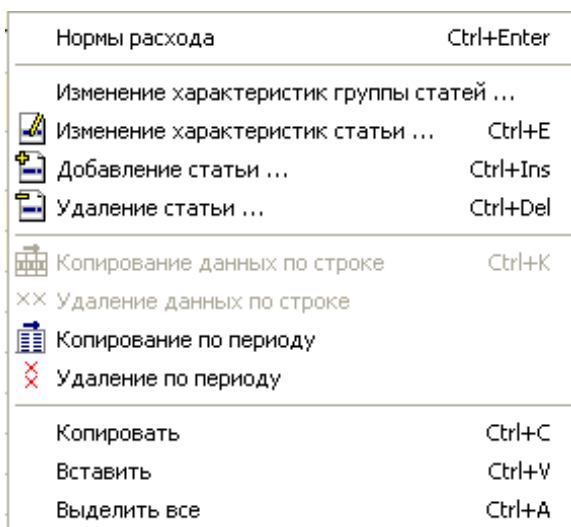 Нормы расхода Ctrl+Enter
Изменение характеристик группы статей ...
Изменение характеристик статьи ... Ctrl+E
Добавление статьи ... Ctrl+Ins
Удаление статьи ... Ctrl+Del
Копирование данных по строке Ctrl+K
Удаление данных по строке
Копирование по периоду
Удаление по периоду
Копировать Ctrl+C
Вставить Ctrl+V
Выделить все Ctrl+A